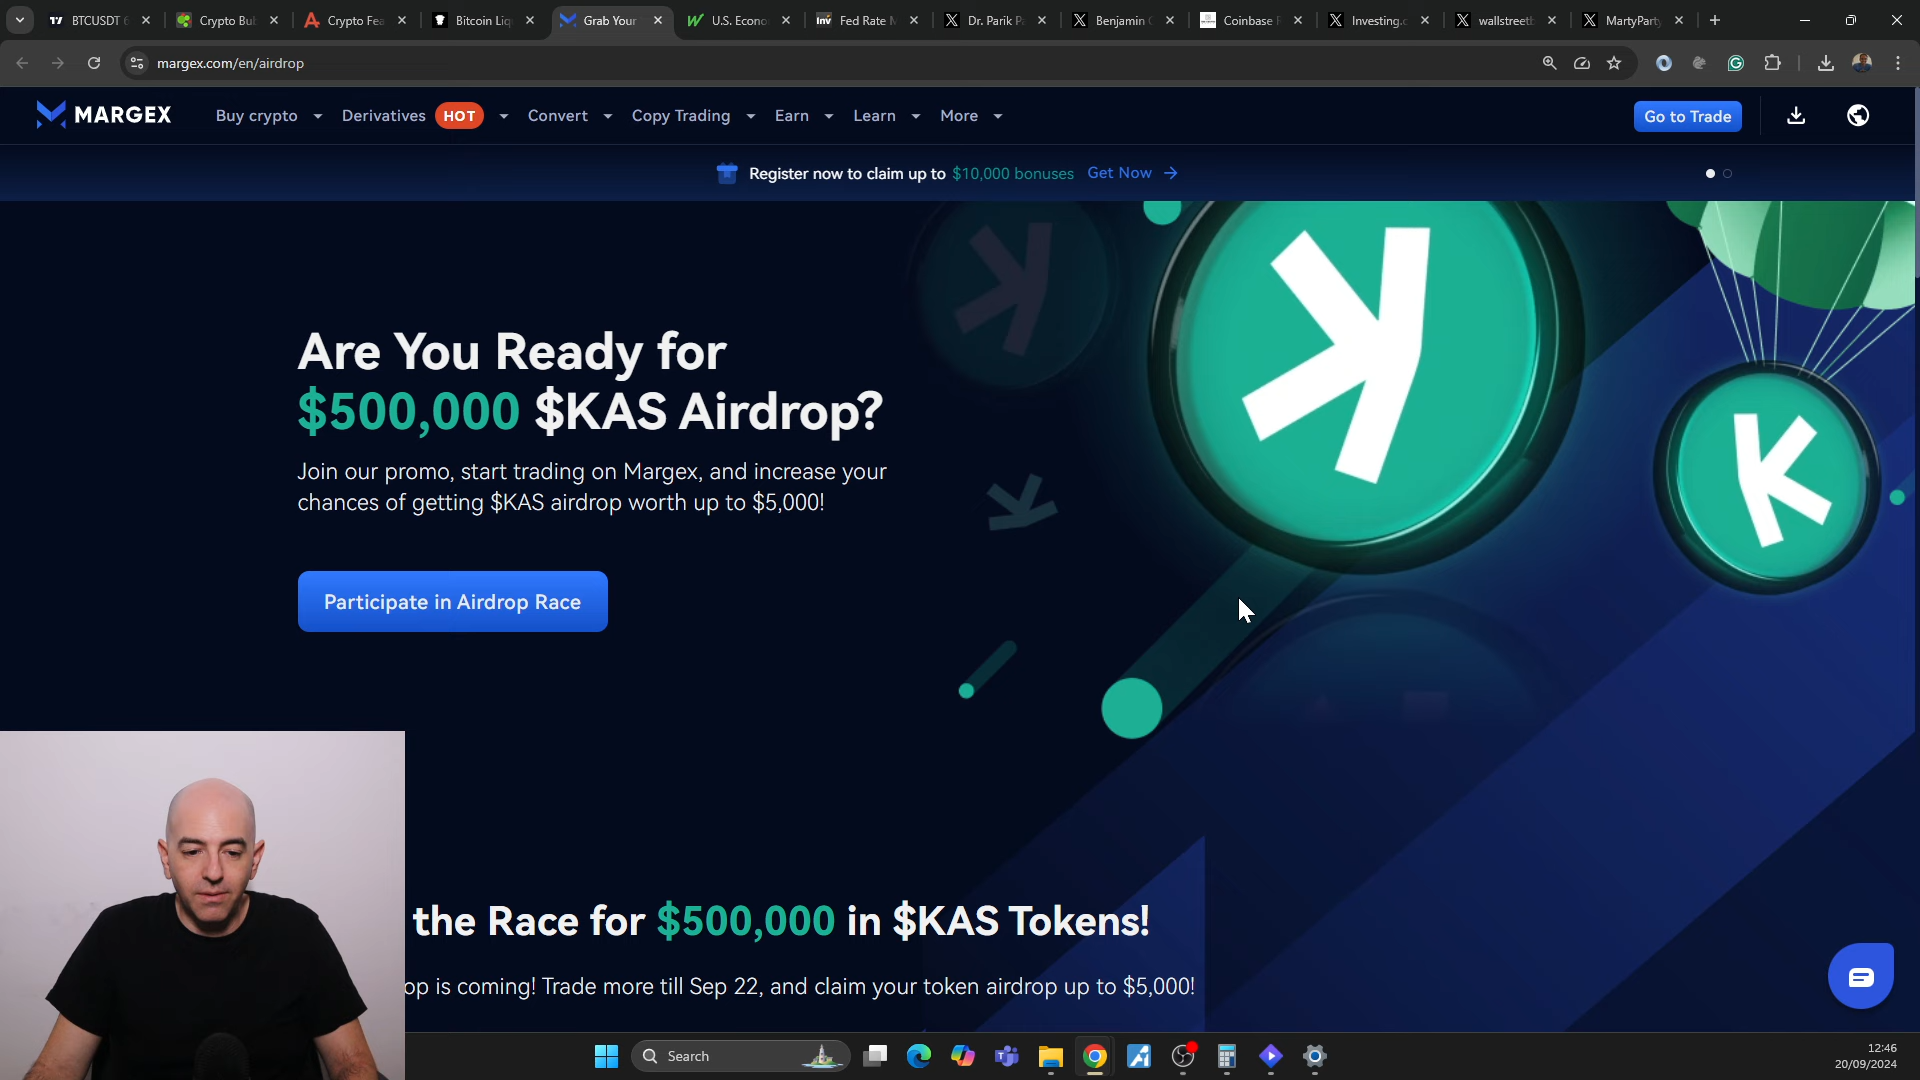 BTCUSDT 6
Crypto Bu
Crypto Fea
Bitcoin Liq
Grab Your
U.S. Econo
Fed Rate M
Dr. Parik P
Benjamin C
Coinbase
Investing.c
wallstreetb
MartyParty
margex.com/en/airdrop
MARGEX
Buy crypto
Derivatives
HOT
Convert
Copy Trading
Earn
Learn
More
Go to Trade
Register now to claim up to $10,000 bonuses Get Now →
Are You Ready for
$500,000 $KAS Airdrop?
Join our promo, start trading on Margex, and increase your
chances of getting $KAS airdrop worth up to $5,000!
Participate in Airdrop Race
the Race for $500,000 in $KAS Tokens!
op is coming! Trade more till Sep 22, and claim your token airdrop up to $5,000!
Search
12:46
20/09/2024